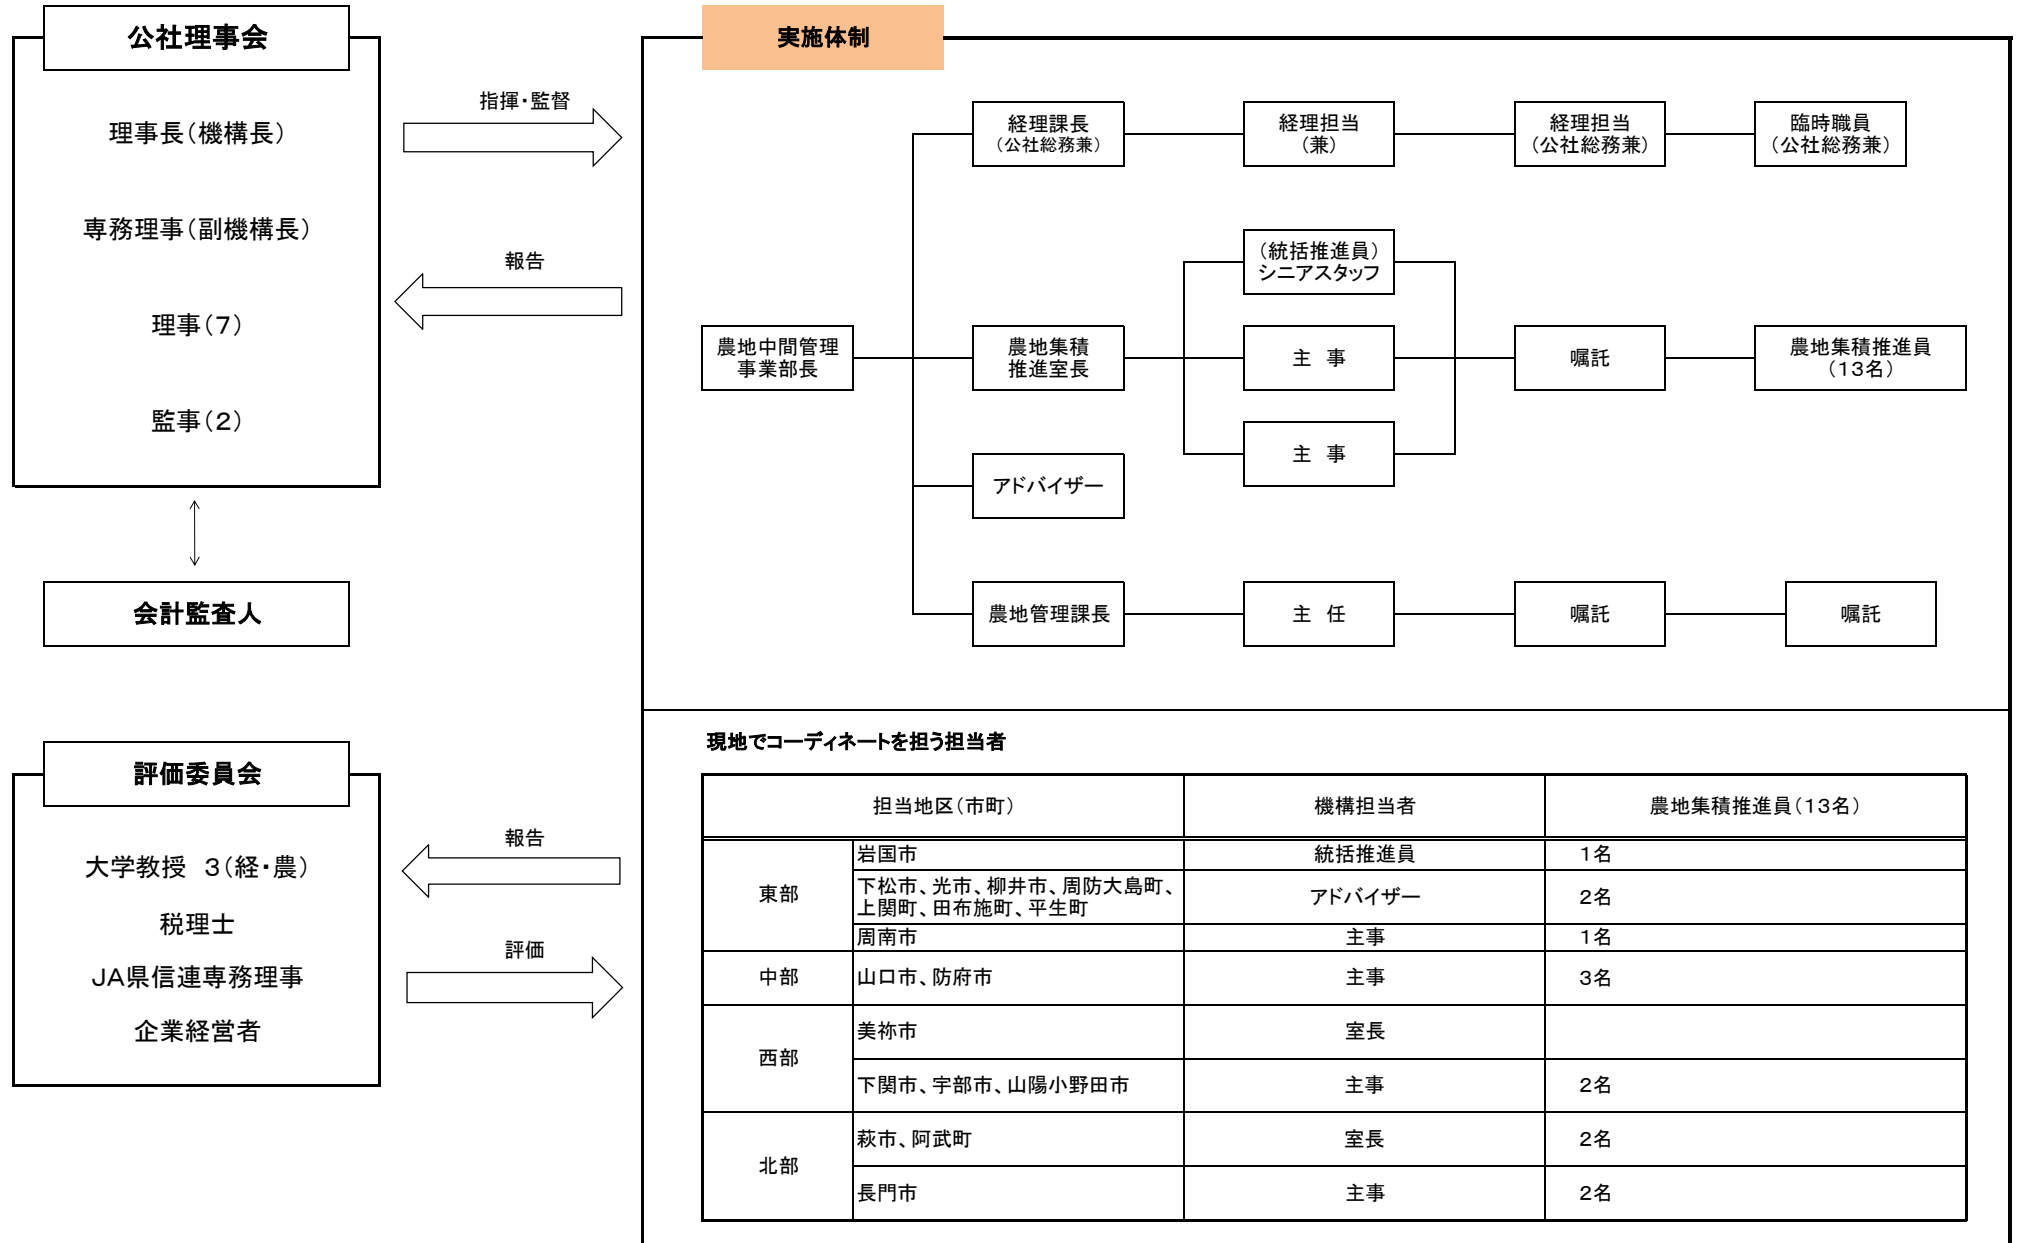 公社理事会
理事長（機構長）
専務理事（副機構長）
理事（７）
監事（２）
会計監査人
指揮・監督
報告
実施体制
経理課長
（公社総務兼）
経理担当
（兼）
経理担当
（公社総務兼）
臨時職員
（公社総務兼）
農地中間管理
事業部長
農地集積
推進室長
（統括推進員）
シニアスタッフ
主　事
主　事
嘱託
農地集積推進員
（１３名）
アドバイザー
農地管理課長
主　任
嘱託
嘱託
評価委員会
大学教授　３（経・農）
税理士
ＪＡ県信連専務理事
企業経営者
報告
評価
現地でコーディネートを担う担当者
担当地区（市町）
機構担当者
農地集積推進員（１３名）
東部
岩国市
統括推進員
１名
下松市、光市、柳井市、周防大島町、
上関町、田布施町、平生町
アドバイザー
２名
周南市
主事
１名
中部
山口市、防府市
主事
３名
西部
美祢市
室長
下関市、宇部市、山陽小野田市
主事
２名
北部
萩市、阿武町
室長
２名
長門市
主事
２名